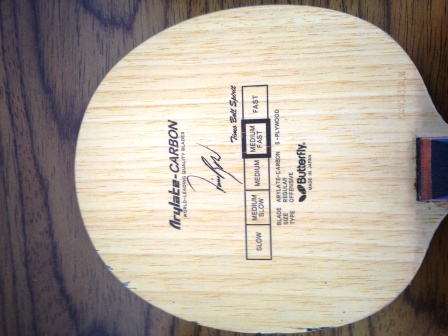 Arylate-CARBON
WORLD-LEADING QUALITY BLADES
Timo Boll Spirit
SLOW MEDIUM SLOW MEDIUM MEDIUM FAST FAST
BLADE ARYLATE-CARBON 5-PLYWOOD
SIZE REGULAR
TYPE OFFENSIVE
Butterfly
MADE IN JAPAN